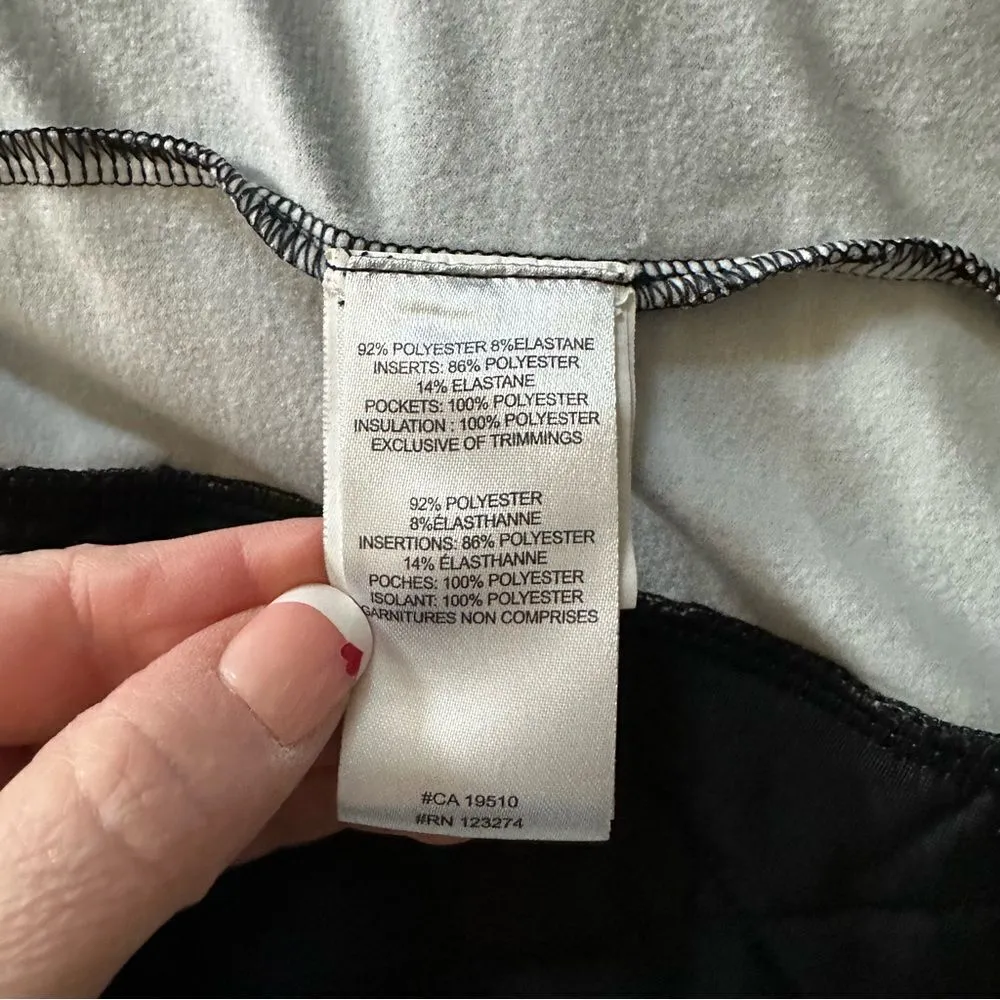 92% POLYESTER 8%ELASTANE
INSERTS: 86% POLYESTER
14% ELASTANE
POCKETS: 100% POLYESTER
INSULATION : 100% POLYESTER
EXCLUSIVE OF TRIMMINGS
92% POLYESTER
8%ÉLASTHANNE
INSERTIONS: 86% POLYESTER
14% ÉLASTHANNE
POCHES: 100% POLYESTER
ISOLANT: 100% POLYESTER
GARNITURES NON COMPRISES
#CA 19510
#RN 123274